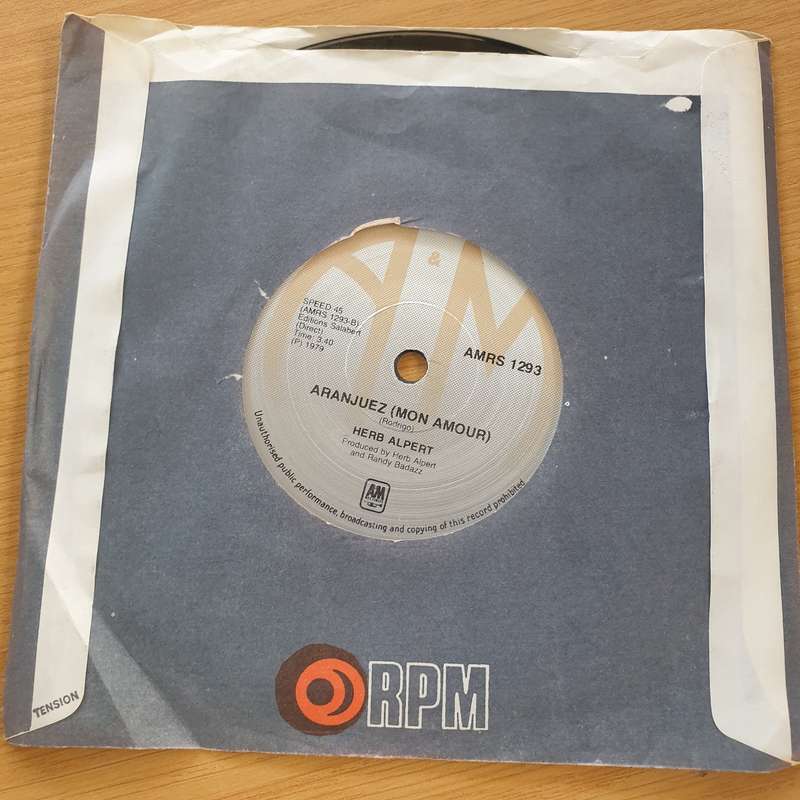 A&M
SPEED 45
(AMRS 1293-B)
Editions Salabert
(Direct)
Time: 3.40
(P) 1979
AMRS 1293
ARANJUEZ (MON AMOUR)
(Rodrigo)
HERB ALPERT
Produced by Herb Alpert
and Randy Badazz
AM
Unauthorised public performance, broadcasting and copying of this record prohibited
RPM
TENSION